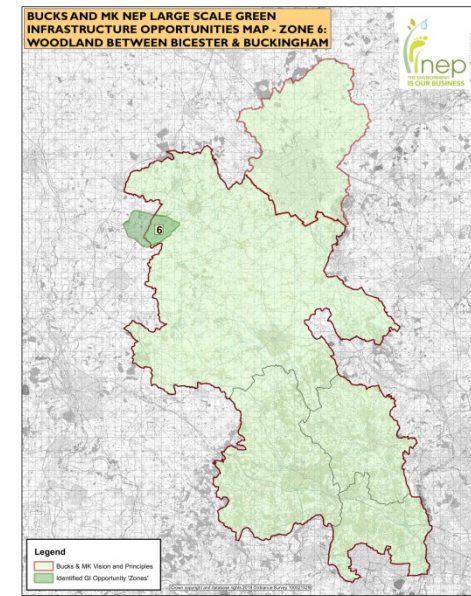 BUCKS AND MK NEP LARGE SCALE GREEN
INFRASTRUCTURE OPPORTUNITIES MAP - ZONE 6:
WOODLAND BETWEEN BICESTER & BUCKINGHAM
nep
THE ENVIRONMENT
IS OUR BUSINESS
6
Legend
Bucks & MK Vision and Principles
Identified GI Opportunity 'Zones'